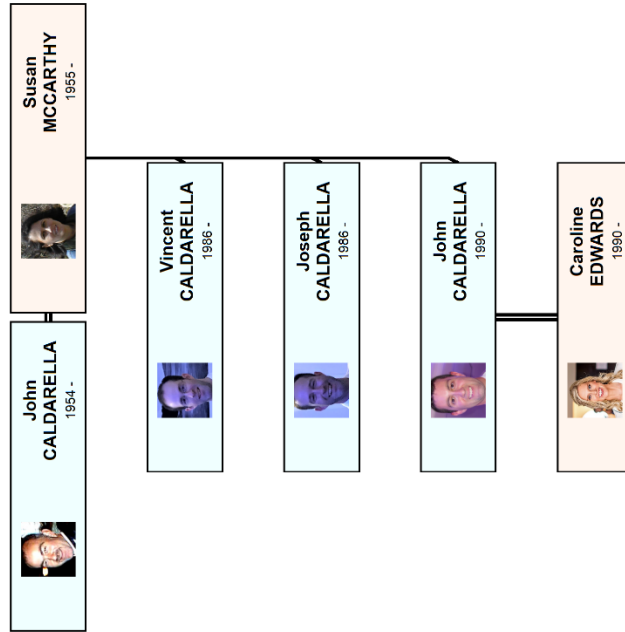 Susan
MCCARTHY
1955 -
John
CALDARELLA
1954 -
Vincent
CALDARELLA
1986 -
Joseph
CALDARELLA
1986 -
John
CALDARELLA
1990 -
Caroline
EDWARDS
1990 -